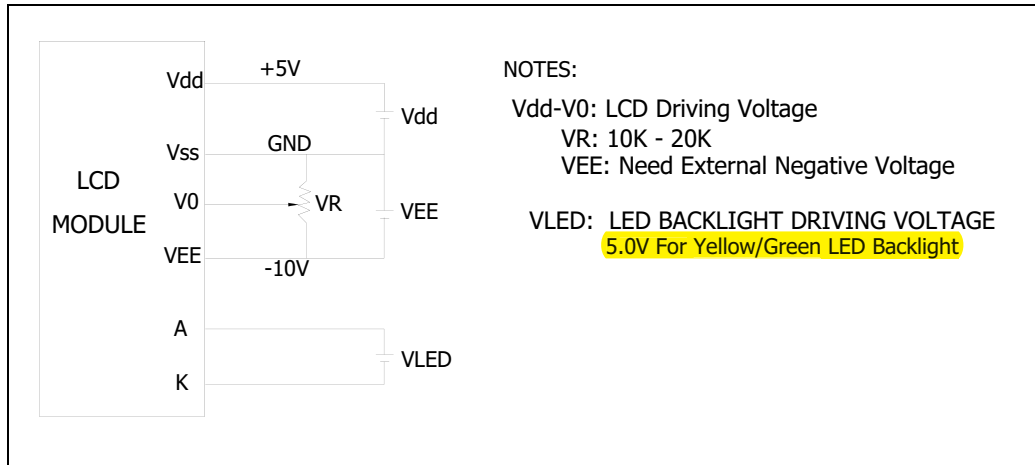 Vdd
+5V
Vdd
Vss
GND
LCD
MODULE
V0
VR
VEE
VEE
-10V
A
VLED
K
NOTES:
Vdd-V0: LCD Driving Voltage
VR: 10K - 20K
VEE: Need External Negative Voltage
VLED: LED BACKLIGHT DRIVING VOLTAGE
5.0V For Yellow/Green LED Backlight